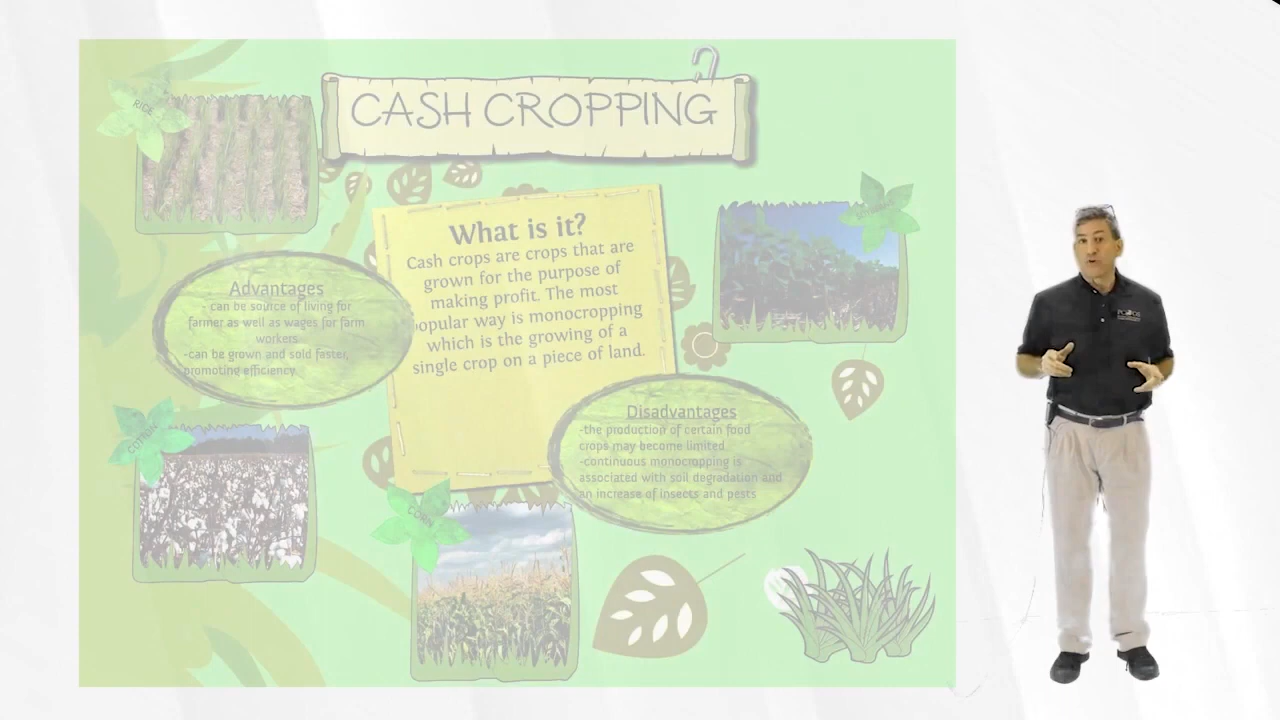 CASH CROPPING
RICE
What is it?
Cash crops are crops that are
grown for the purpose of
making profit. The most
opular way is monocropping
which is the growing of a
single crop on a piece of land.
Advantages
- can be source of living for
farmer as well as wages for farm
workers
-can be grown and sold faster,
promoting efficiency
Disadvantages
-the production of certain food
crops may become limited
-continuous monocropping is
associated with soil degradation and
an increase of insects and pests
COTTON
CORN